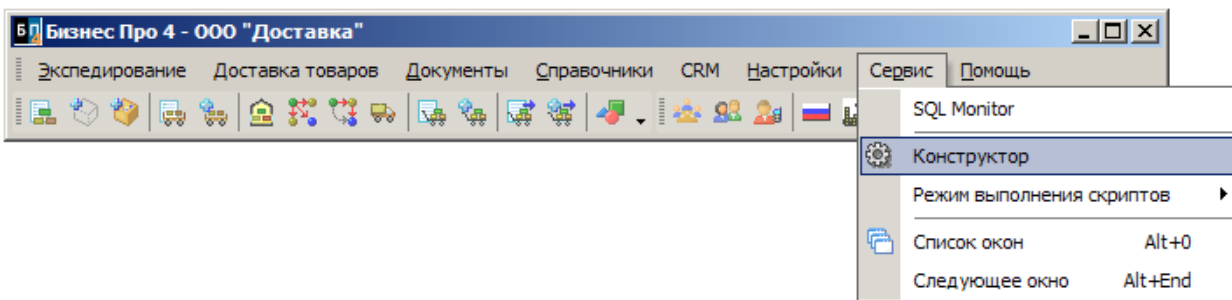 БП Бизнес Про 4 - ООО "Доставка"
Экспедирование Доставка товаров Документы Справочники CRM Настройки Сервис Помощь
SQL Monitor
Конструктор
Режим выполнения скриптов
Список окон Alt+0
Следующее окно Alt+End